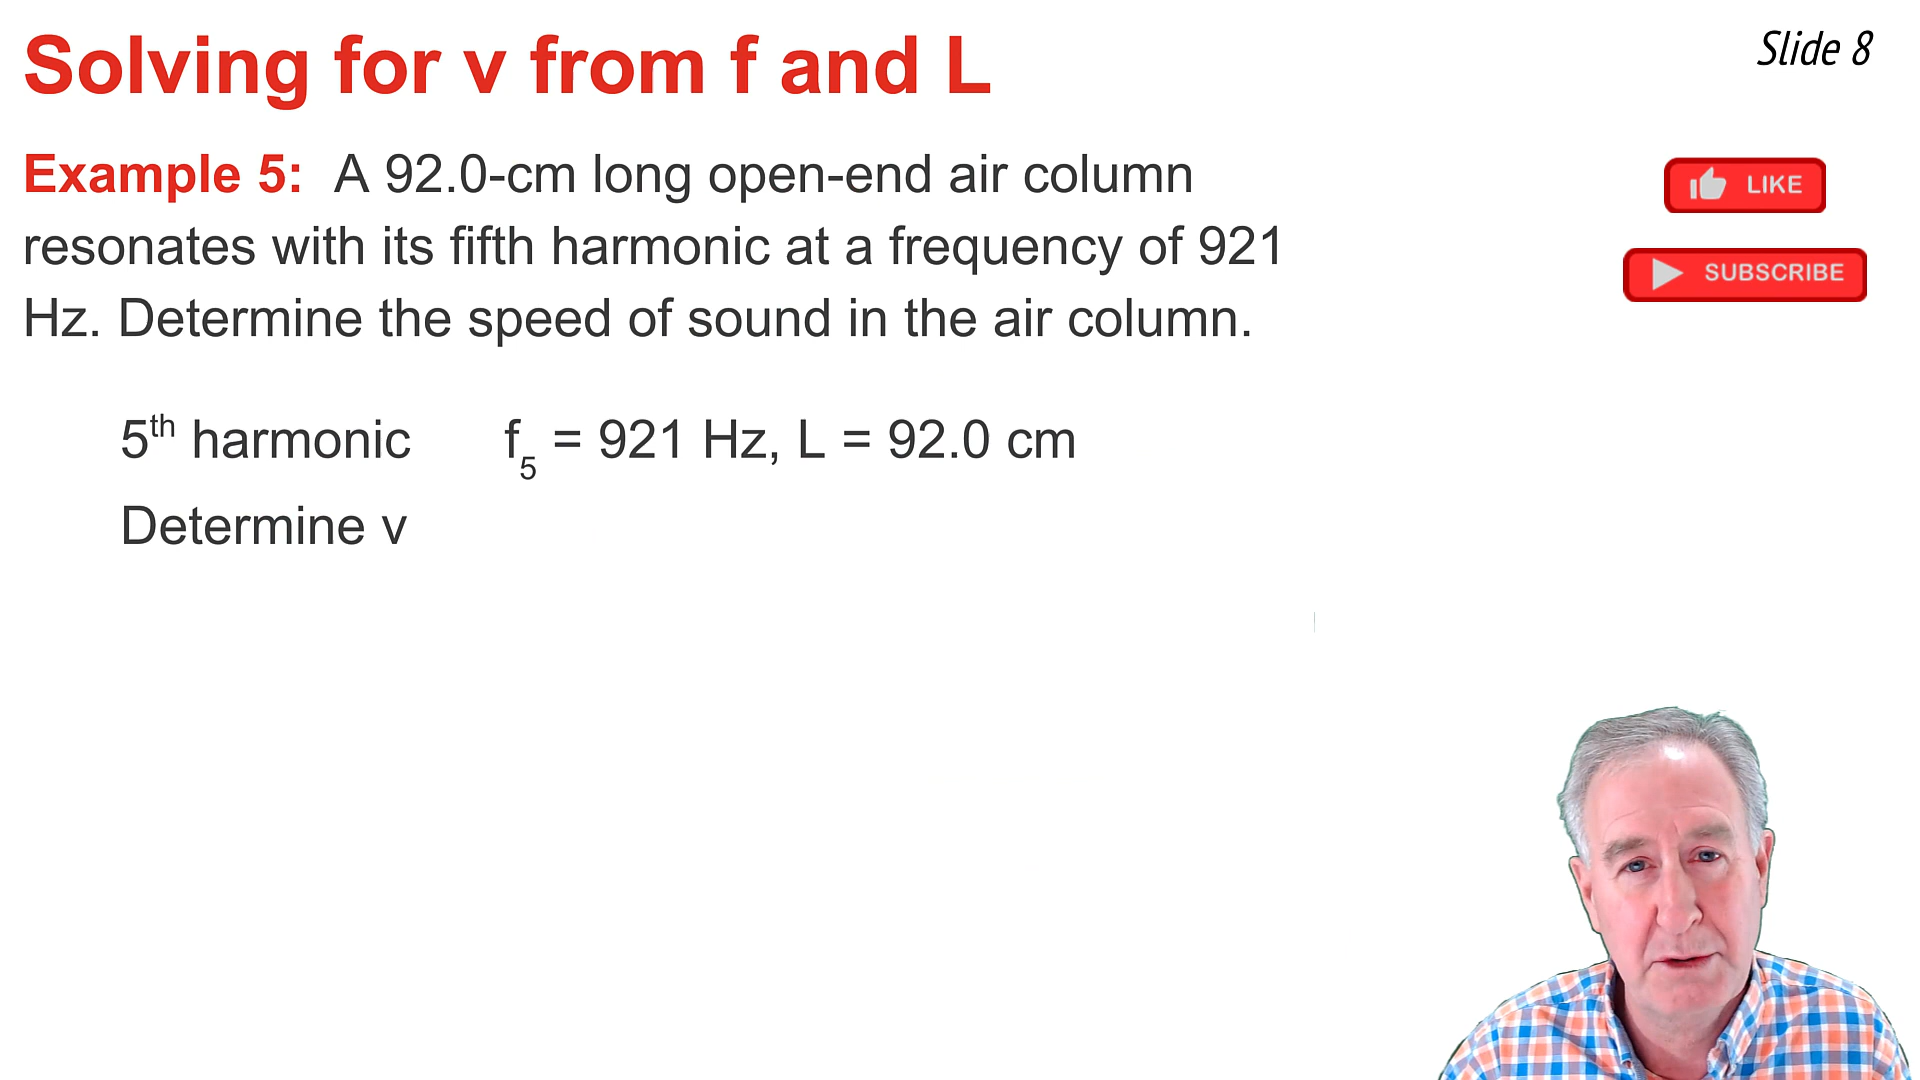 Solving for v from f and L
Slide 8
Example 5: A 92.0-cm long open-end air column
resonates with its fifth harmonic at a frequency of 921
Hz. Determine the speed of sound in the air column.
LIKE
SUBSCRIBE
5th harmonic f5 = 921 Hz, L = 92.0 cm
Determine v